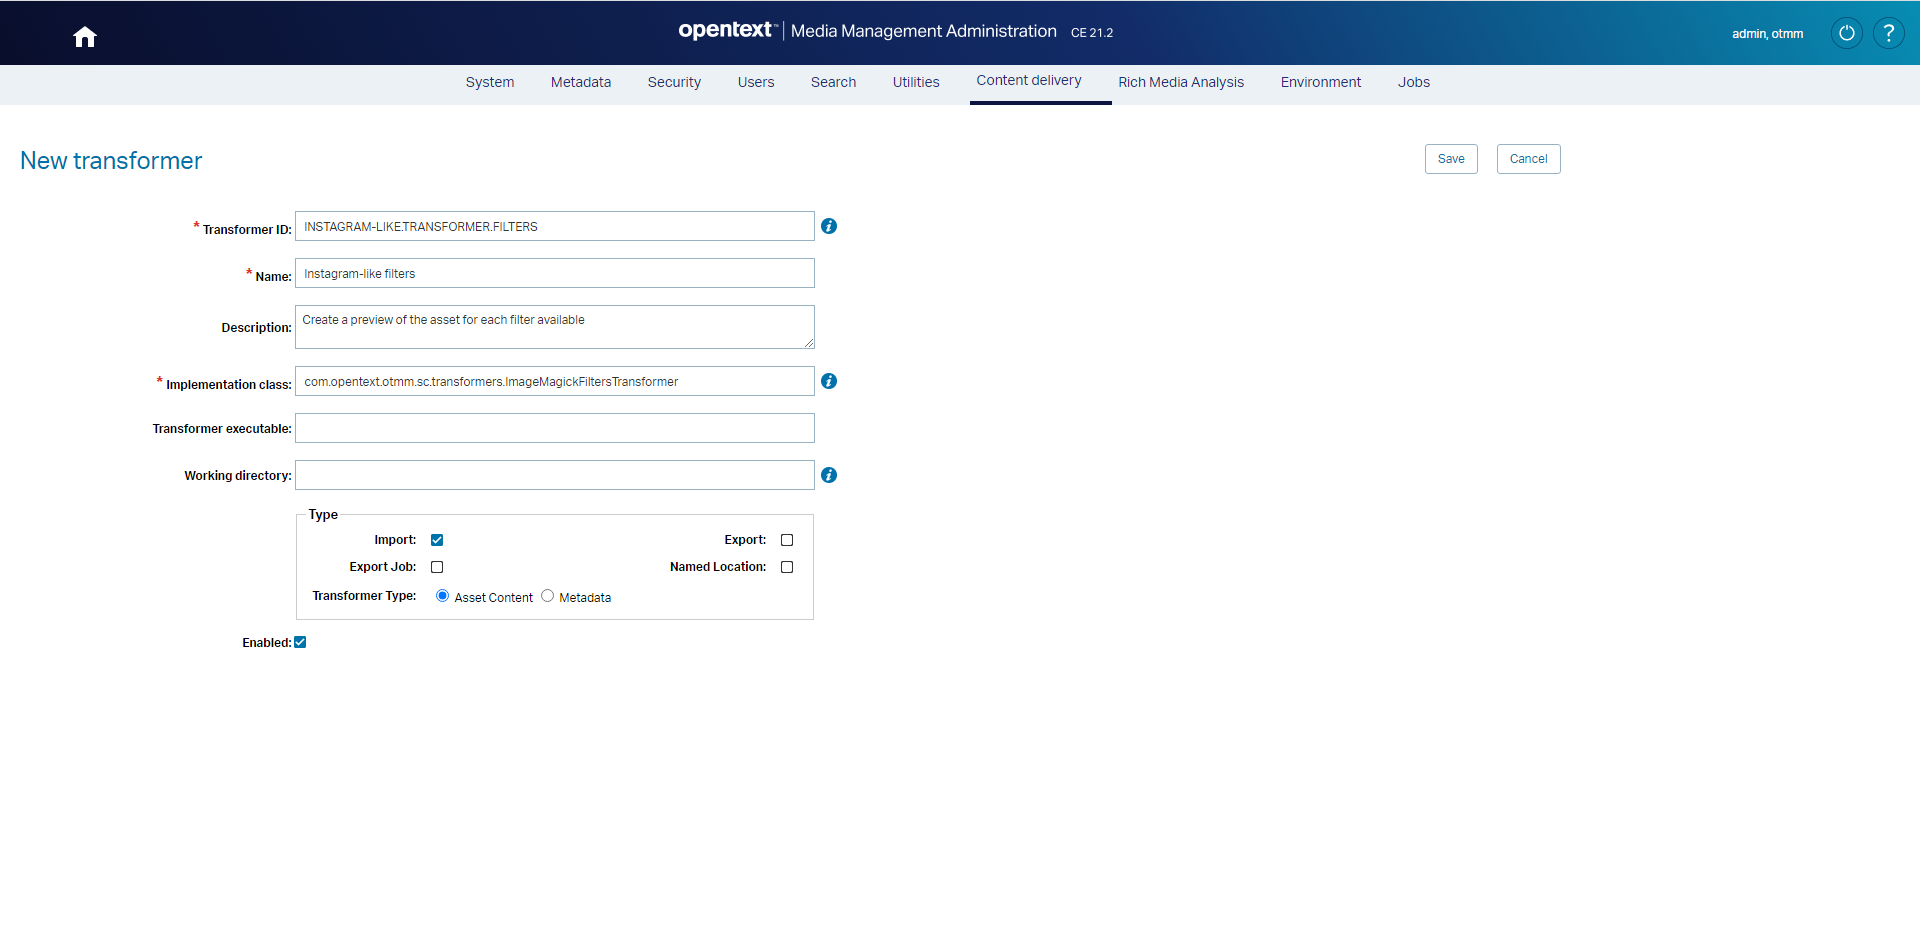 opentext™ | Media Management Administration CE 21.2
admin, otmm
?
System Metadata Security Users Search Utilities Content delivery Rich Media Analysis Environment Jobs
New transformer
Save Cancel
* Transformer ID: INSTAGRAM-LIKE.TRANSFORMER.FILTERS
* Name: Instagram-like filters
Description: Create a preview of the asset for each filter available
* Implementation class: com.opentext.otmm.sc.transformers.ImageMagickFiltersTransformer
Transformer executable:
Working directory:
Type
Import: Export:
Export Job: Named Location:
Transformer Type: Asset Content Metadata
Enabled: